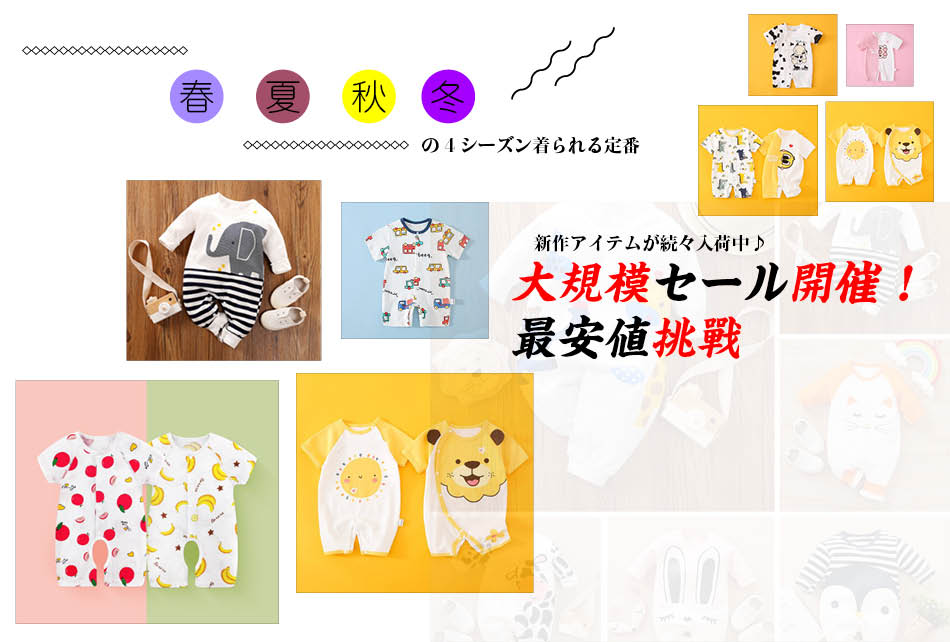 春 夏 秋 冬
の4シーズン着られる定番
新作アイテムが続々入荷中♪
大規模セール開催！
最安値挑戦